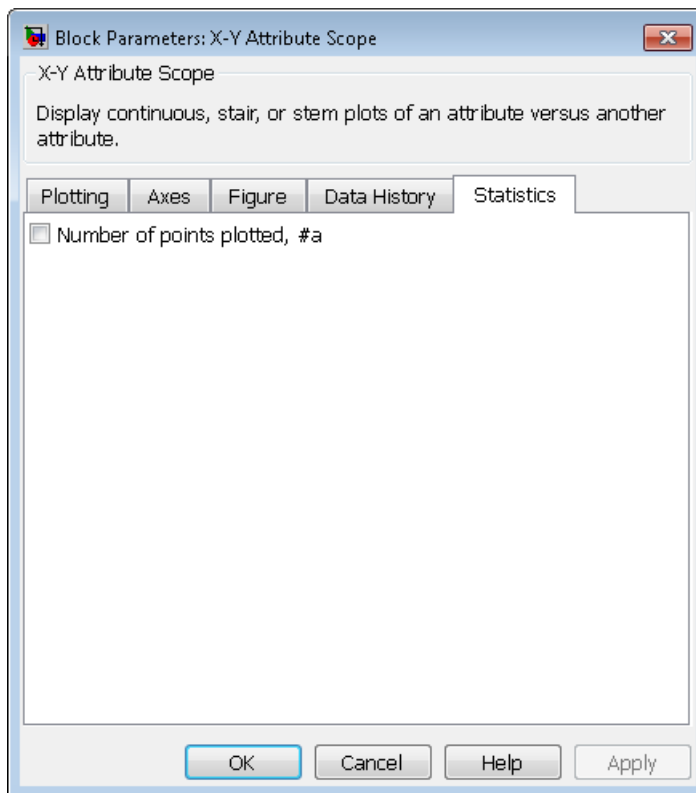 Block Parameters: X-Y Attribute Scope
X-Y Attribute Scope
Display continuous, stair, or stem plots of an attribute versus another
attribute.
Plotting Axes Figure Data History Statistics
Number of points plotted, #a
OK Cancel Help Apply